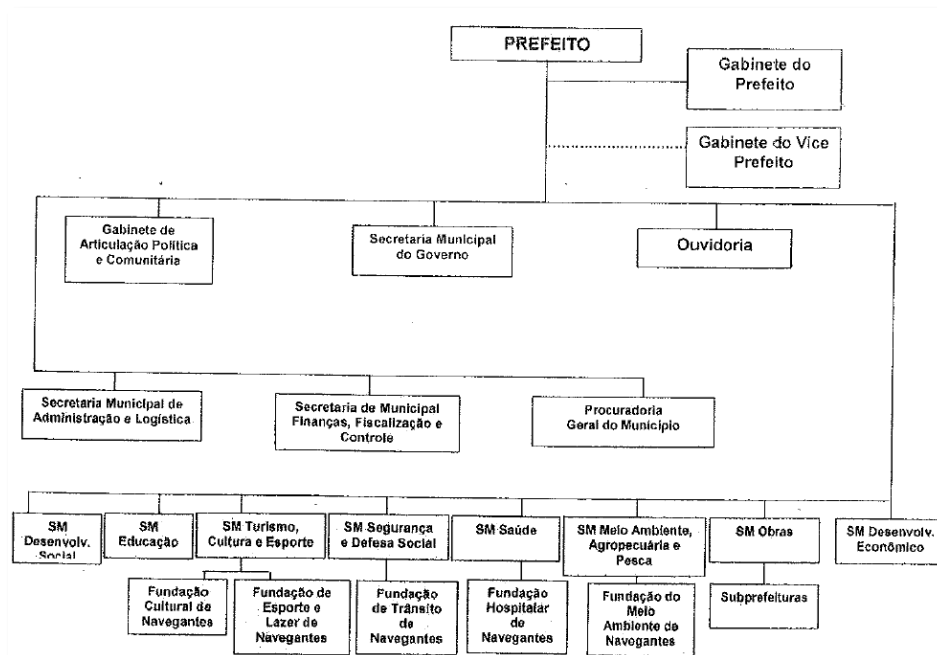 PREFEITO
Gabinete do
Prefeito
Gabinete do Vice
Prefeito
Gabinete de
Articulação Política
e Comunitária
Secretaria Municipal
do Governo
Ouvidoria
Secretaria Municipal de
Administração e Logística
Secretaria de Municipal
Finanças, Fiscalização e
Controle
Procuradoria
Geral do Município
SM
Desenvolv.
Social
SM
Educação
SM Turismo,
Cultura e Esporte
SM Segurança
e Defesa Social
SM Saúde
SM Meio Ambiente,
Agropecuária e
Pesca
SM Obras
SM Desenvolv.
Econômico
Fundação
Cultural de
Navegantes
Fundação de
Esporte e
Lazer de
Navegantes
Fundação
de Trânsito
de
Navegantes
Fundação
Hospitalar
de
Navegantes
Fundação do
Meio
Ambiente de
Navegantes
Subprefeituras